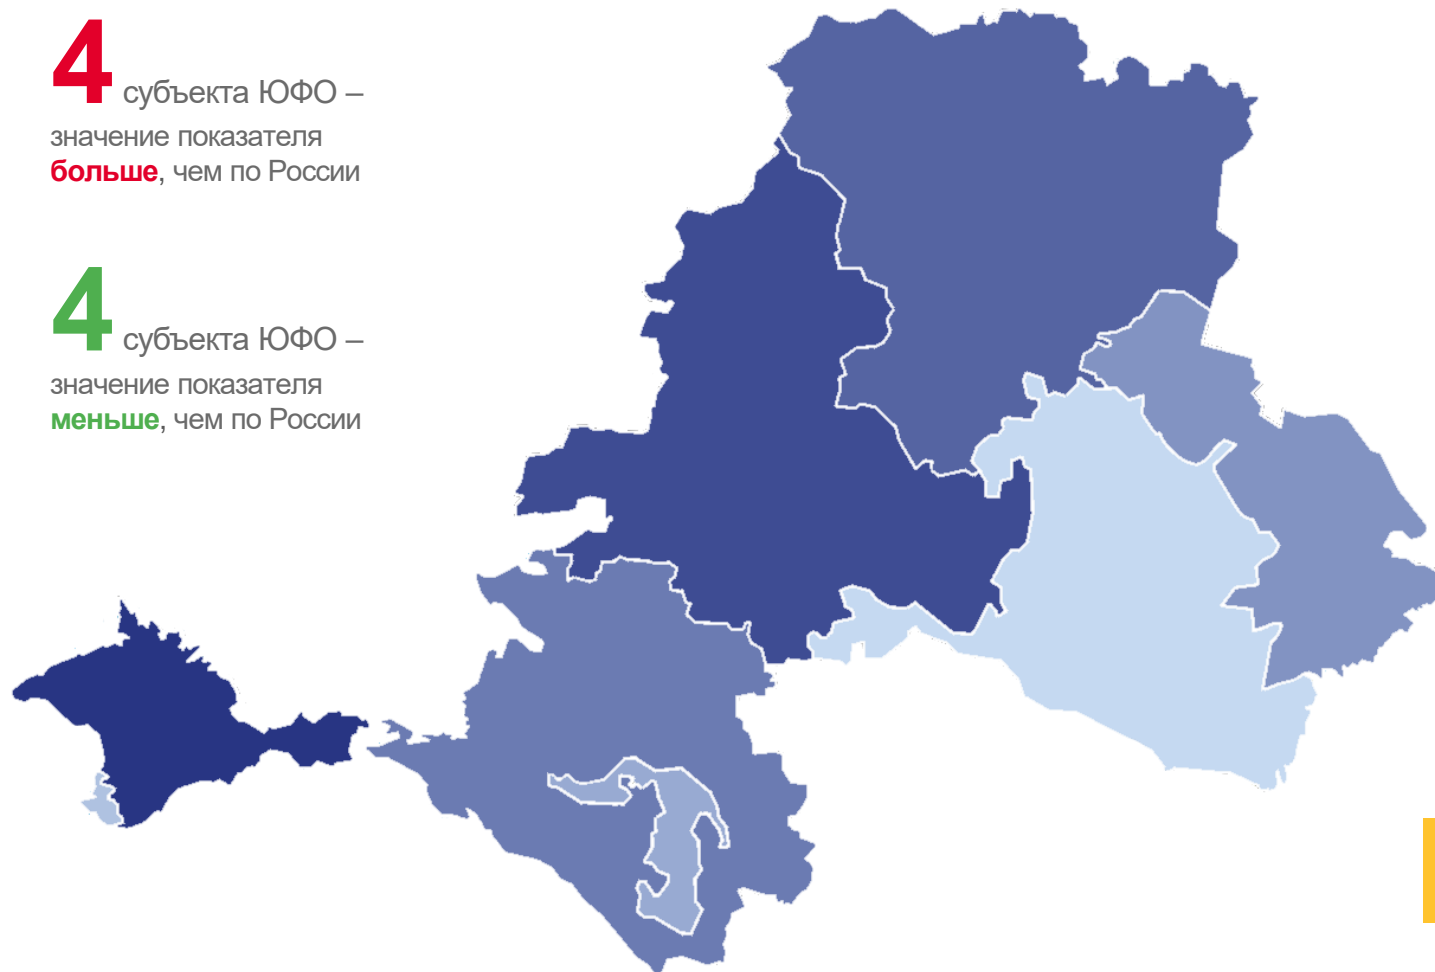 4 субъекта ЮФО –
значение показателя
больше, чем по России
4 субъекта ЮФО –
значение показателя
меньше, чем по России